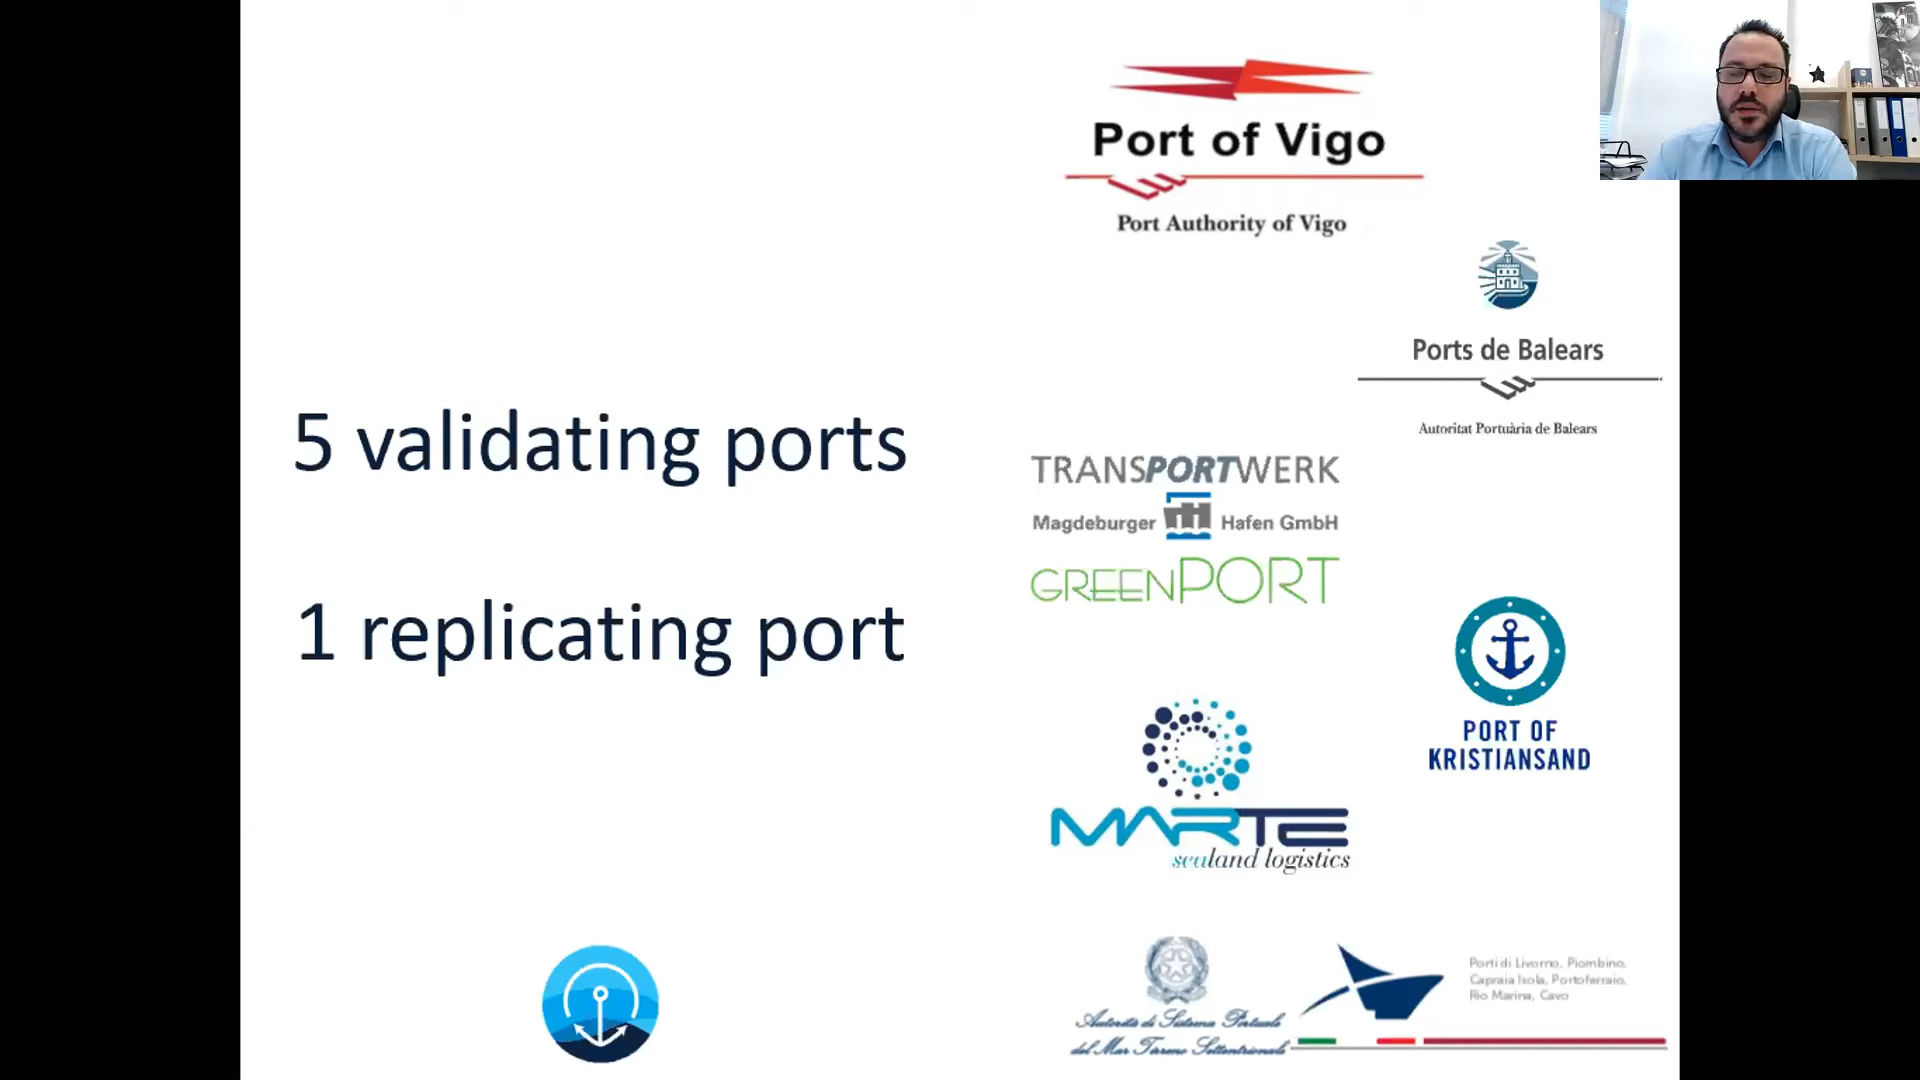 5 validating ports
1 replicating port
Port of Vigo
Port Authority of Vigo
Ports de Balears
Autoritat Portuària de Balears
TRANSPORTWERK
Magdeburger Hafen GmbH
GREENPORT
PORT OF
KRISTIANSAND
MARTE
sealand logistics
Autorità di Sistema Portuale
del Mar Tirreno Settentrionale
Porti di Livorno, Piombino,
Capraia Isola, Portoferraio,
Rio Marina, Cavo